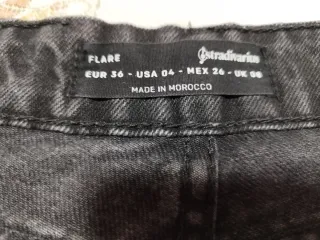 FLARE
stradivarius
EUR 36 - USA 04 - MEX 26 - UK 08
MADE IN MOROCCO